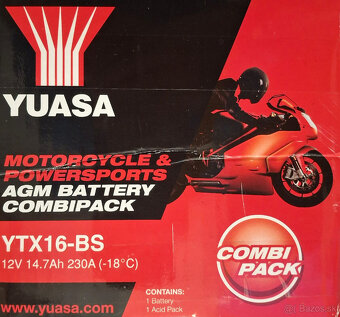 YUASA
MOTORCYCLE &
POWERSPORTS
AGM BATTERY
COMBIPACK
YTX16-BS
12V 14.7Ah 230A (-18°C)
COMBI
PACK
CONTAINS:
1 Battery
1 Acid Pack
www.yuasa.com